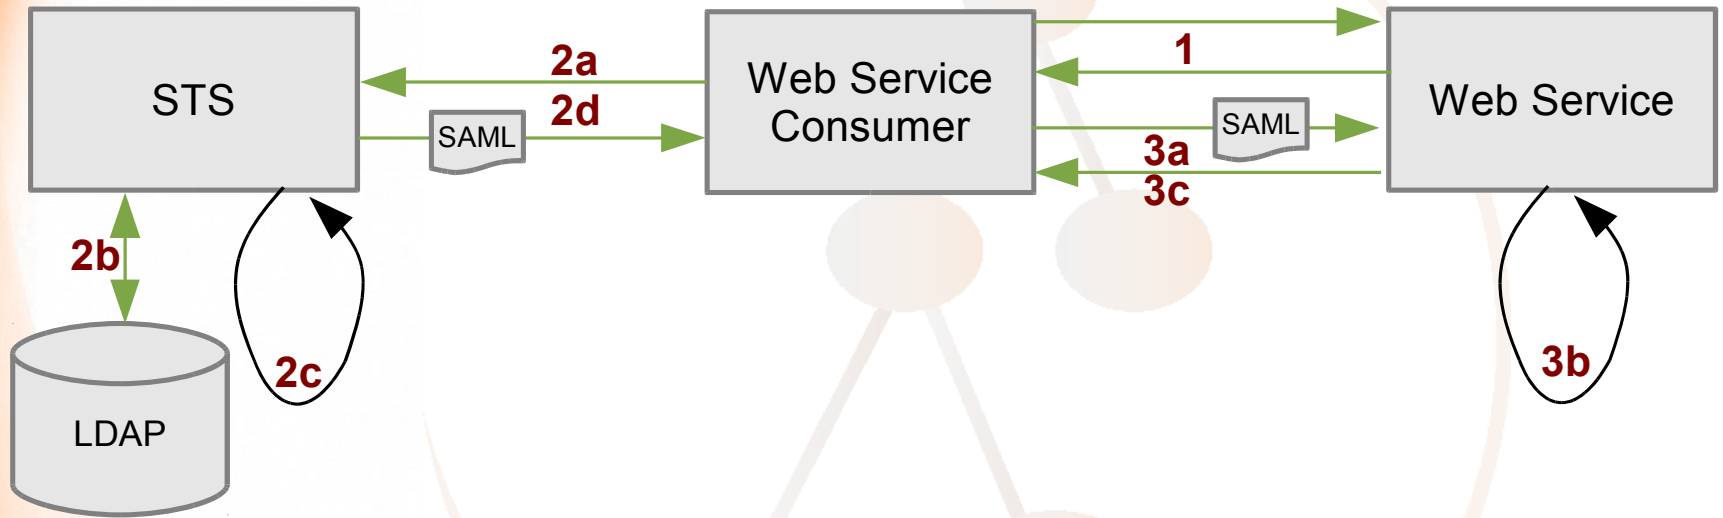 STS
2a
2d
SAML
Web Service
Consumer
1
SAML
3a
3c
Web Service
2b
2c
3b
LDAP